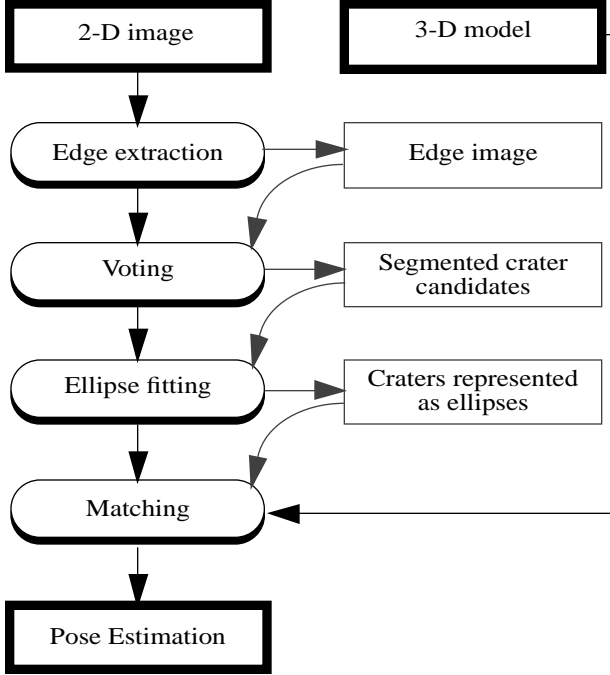 2-D image
3-D model
Edge extraction
Edge image
Voting
Segmented crater
candidates
Ellipse fitting
Craters represented
as ellipses
Matching
Pose Estimation